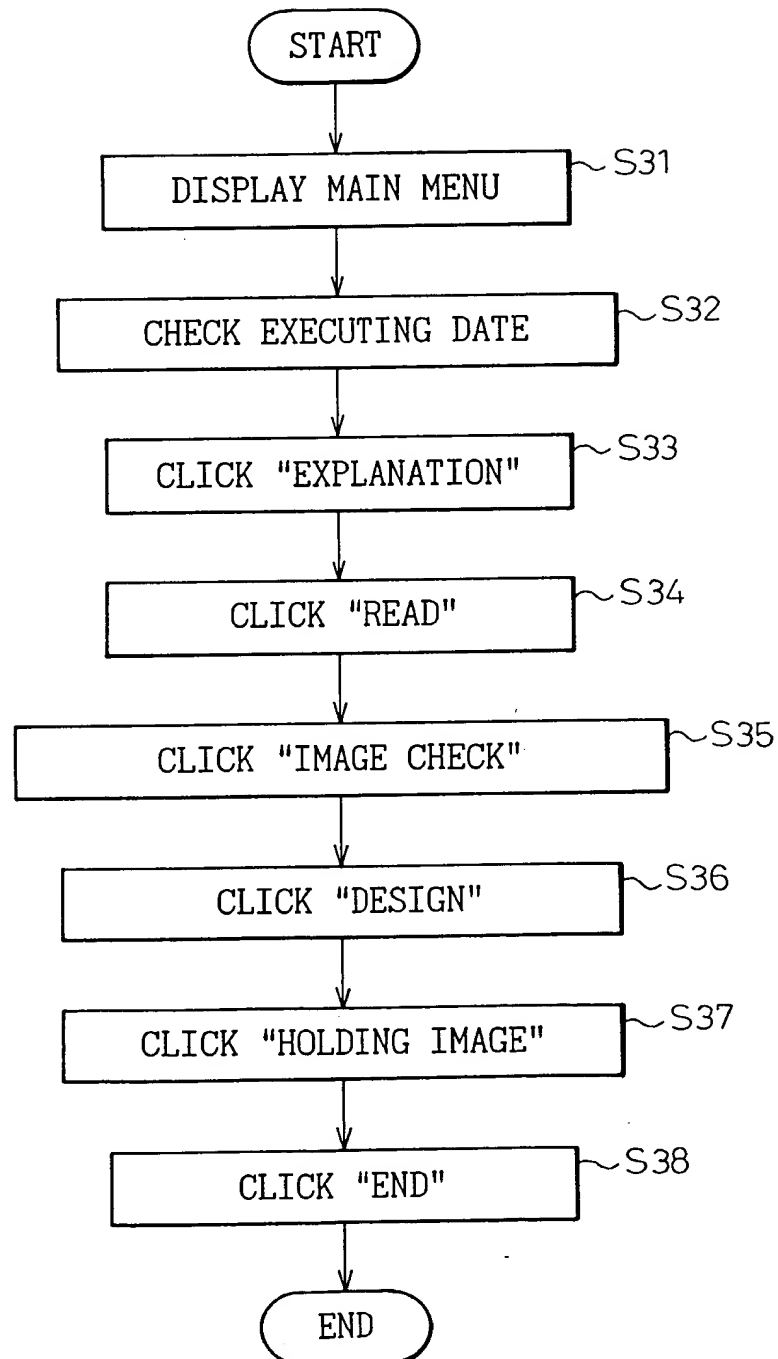 START
DISPLAY MAIN MENU
S31
CHECK EXECUTING DATE
S32
CLICK "EXPLANATION"
S33
CLICK "READ"
S34
CLICK "IMAGE CHECK"
S35
CLICK "DESIGN"
S36
CLICK "HOLDING IMAGE"
S37
CLICK "END"
S38
END